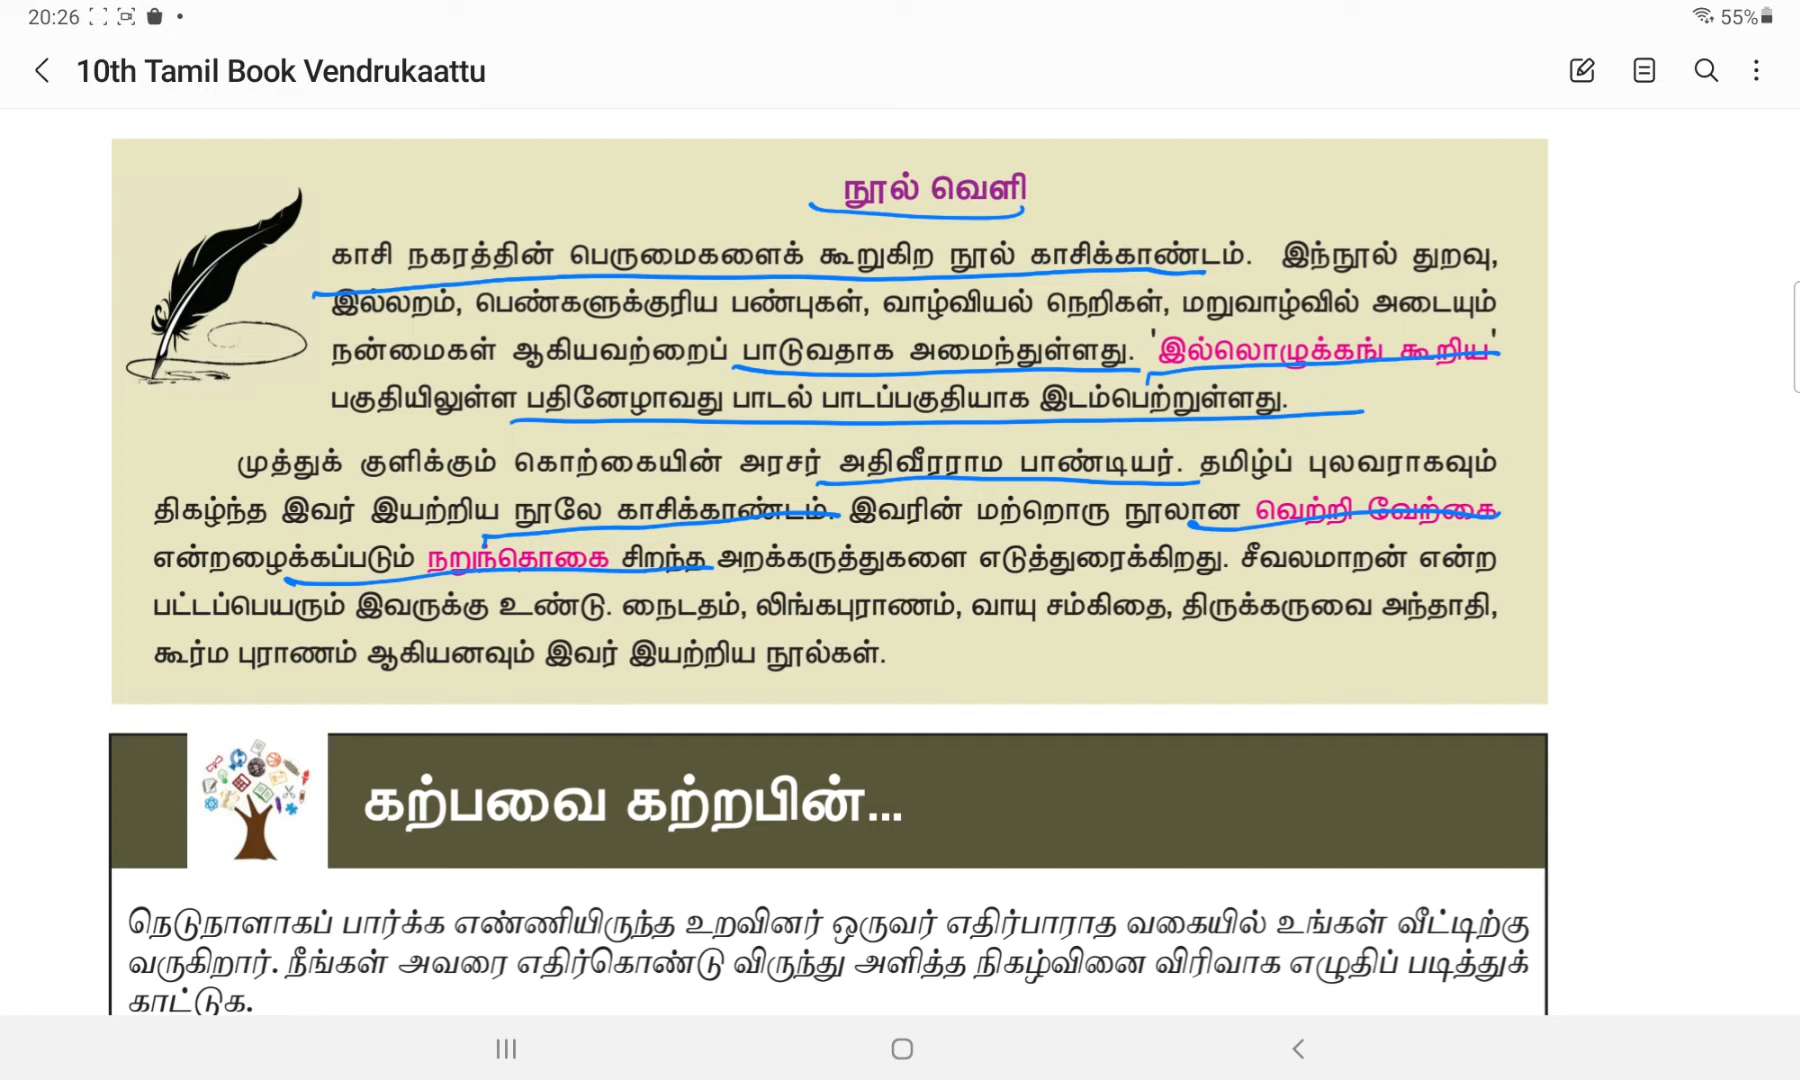 20:26
55%
10th Tamil Book Vendrukaattu
நூல் வெளி
காசி நகரத்தின் பெருமைகளைக் கூறுகிற நூல் காசிக்காண்டம். இந்நூல் துறவு,
இல்லறம், பெண்களுக்குரிய பண்புகள், வாழ்வியல் நெறிகள், மறுவாழ்வில் அடையும்
நன்மைகள் ஆகியவற்றைப் பாடுவதாக அமைந்துள்ளது. 'இல்லொழுக்கங் கூறிய'
பகுதியிலுள்ள பதினேழாவது பாடல் பாடப்பகுதியாக இடம்பெற்றுள்ளது.
முத்துக் குளிக்கும் கொற்கையின் அரசர் அதிவீரராம பாண்டியர். தமிழ்ப் புலவராகவும்
திகழ்ந்த இவர் இயற்றிய நூலே காசிக்காண்டம். இவரின் மற்றொரு நூலான வெற்றி வேற்கை
என்றழைக்கப்படும் நறுந்தொகை சிறந்த அறக்கருத்துகளை எடுத்துரைக்கிறது. சீவலமாறன் என்ற
பட்டப்பெயரும் இவருக்கு உண்டு. நைடதம், லிங்கபுராணம், வாயு சம்கிதை, திருக்கருவை அந்தாதி,
கூர்ம புராணம் ஆகியனவும் இவர் இயற்றிய நூல்கள்.
கற்பவை கற்றபின்...
நெடுநாளாகப் பார்க்க எண்ணியிருந்த உறவினர் ஒருவர் எதிர்பாராத வகையில் உங்கள் வீட்டிற்கு
வருகிறார். நீங்கள் அவரை எதிர்கொண்டு விருந்து அளித்த நிகழ்வினை விரிவாக எழுதிப் படித்துக்
காட்டுக.